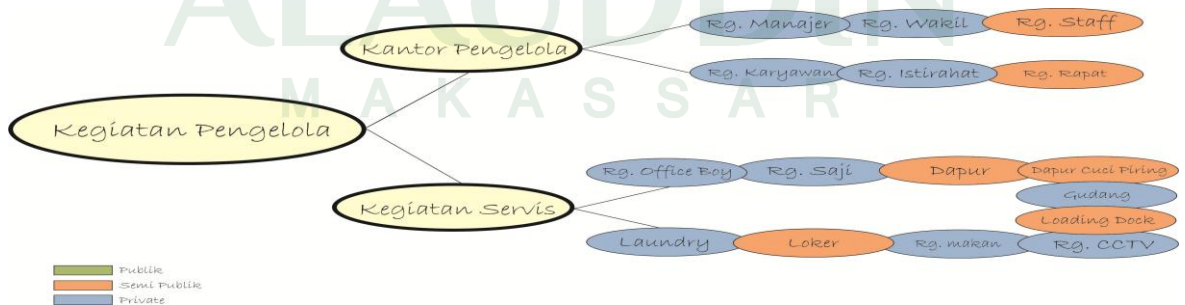 ALAUDDIN
MAKASSAR
Kegiatan Pengelola
Kantor Pengelola
Rg. Manajer
Rg. Wakil
Rg. Staff
Rg. Karyawan
Rg. Istirahat
Rg. Rapat
Kegiatan Servis
Rg. Office Boy
Rg. Saji
Dapur
Dapur Cuci Piring
Gudang
Loading Dock
Laundry
Loker
Rg. makan
Rg. CCTV
Publik
Semi Publik
Private